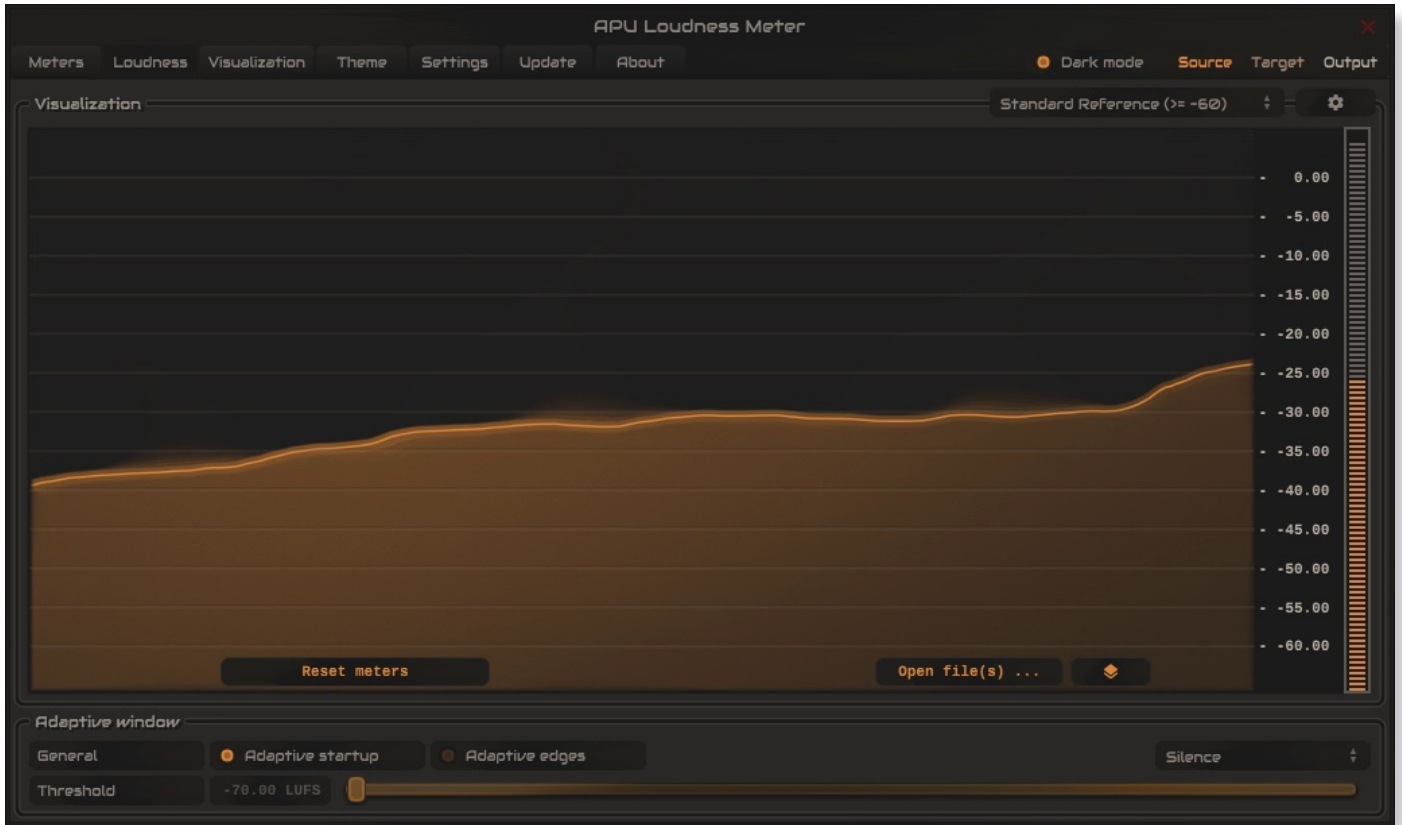 APU Loudness Meter
Meters Loudness Visualization Theme Settings Update About Dark mode Source Target Output
Visualization Standard Reference (>= -60)
- 0.00
- -5.00
- -10.00
- -15.00
- -20.00
- -25.00
- -30.00
- -35.00
- -40.00
- -45.00
- -50.00
- -55.00
- -60.00
Reset meters Open file(s) ...
Adaptive window
General Adaptive startup Adaptive edges Silence
Threshold -70.00 LUFS